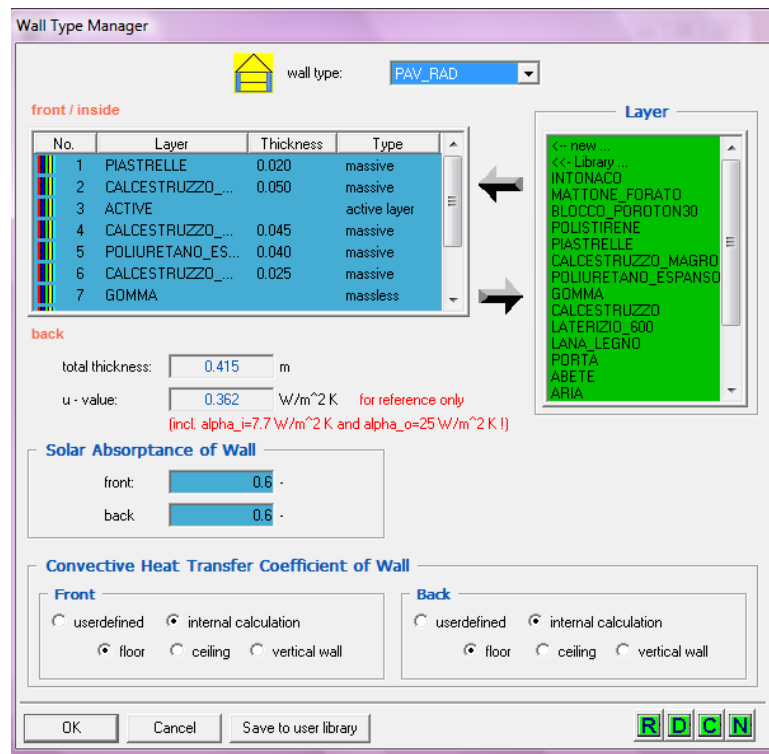 Wall Type Manager
wall type: PAV_RAD
front / inside
No. Layer Thickness Type
1 PIASTRELLE 0.020 massive
2 CALCESTRUZZO_... 0.050 massive
3 ACTIVE active layer
4 CALCESTRUZZO_... 0.045 massive
5 POLIURETANO_ES... 0.040 massive
6 CALCESTRUZZO_... 0.025 massive
7 GOMMA massless
back
total thickness: 0.415 m
u - value: 0.362 W/m^2 K for reference only
(incl. alpha_i=7.7 W/m^2 K and alpha_o=25 W/m^2 K !)
Layer
<-- new ...
<<- Library ...
INTONACO
MATTONE_FORATO
BLOCCO_POROTON30
POLISTIRENE
PIASTRELLE
CALCESTRUZZO_MAGRO
POLIURETANO_ESPANSO
GOMMA
CALCESTRUZZO
LATERIZIO_600
LANA_LEGNO
PORTA
ABETE
ARIA
Solar Absorptance of Wall
front: 0.6 -
back 0.6 -
Convective Heat Transfer Coefficient of Wall
Front
userdefined internal calculation
floor ceiling vertical wall
Back
userdefined internal calculation
floor ceiling vertical wall
OK Cancel Save to user library R D C N